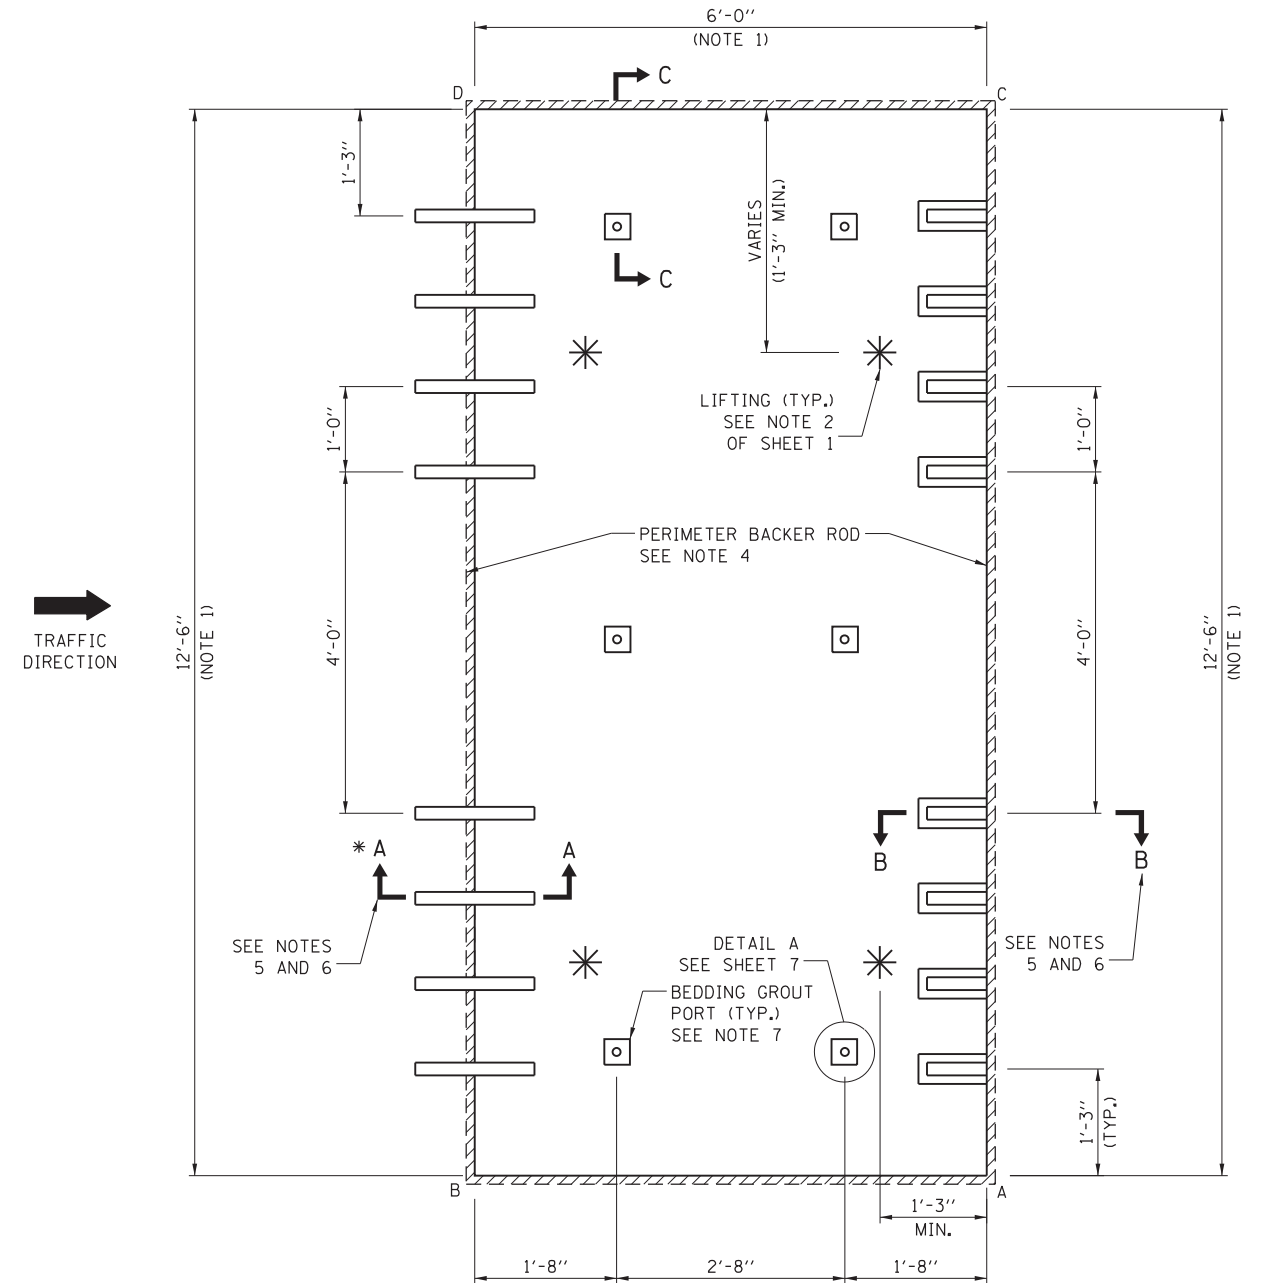 6'-0"
(NOTE 1)
C
D
C
1'-3"
VARIES
(1'-3" MIN.)
C
LIFTING (TYP.)
SEE NOTE 2
OF SHEET 1
1'-0"
1'-0"
PERIMETER BACKER ROD
SEE NOTE 4
TRAFFIC
DIRECTION
12'-6"
(NOTE 1)
4'-0"
4'-0"
12'-6"
(NOTE 1)
* A
A
B
B
SEE NOTES
5 AND 6
DETAIL A
SEE SHEET 7
SEE NOTES
5 AND 6
BEDDING GROUT
PORT (TYP.)
SEE NOTE 7
1'-3"
(TYP.)
B
A
1'-3"
MIN.
1'-8"
2'-8"
1'-8"